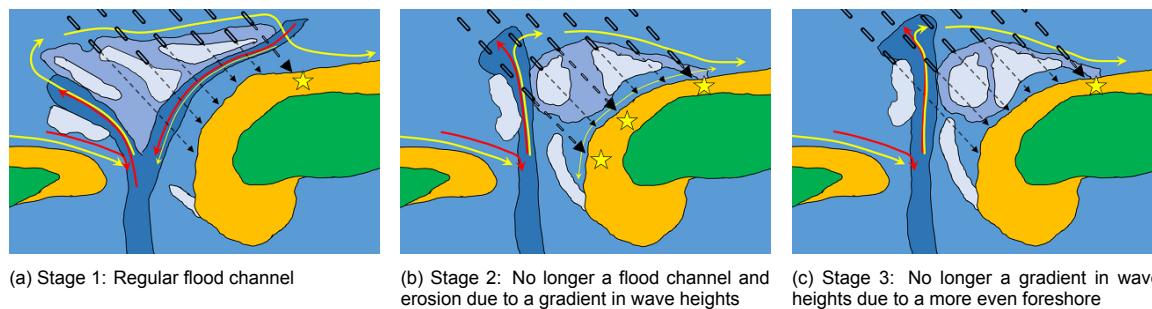 (a) Stage 1: Regular flood channel
(b) Stage 2: No longer a flood channel and
erosion due to a gradient in wave heights
(c) Stage 3: No longer a gradient in wave
heights due to a more even foreshore